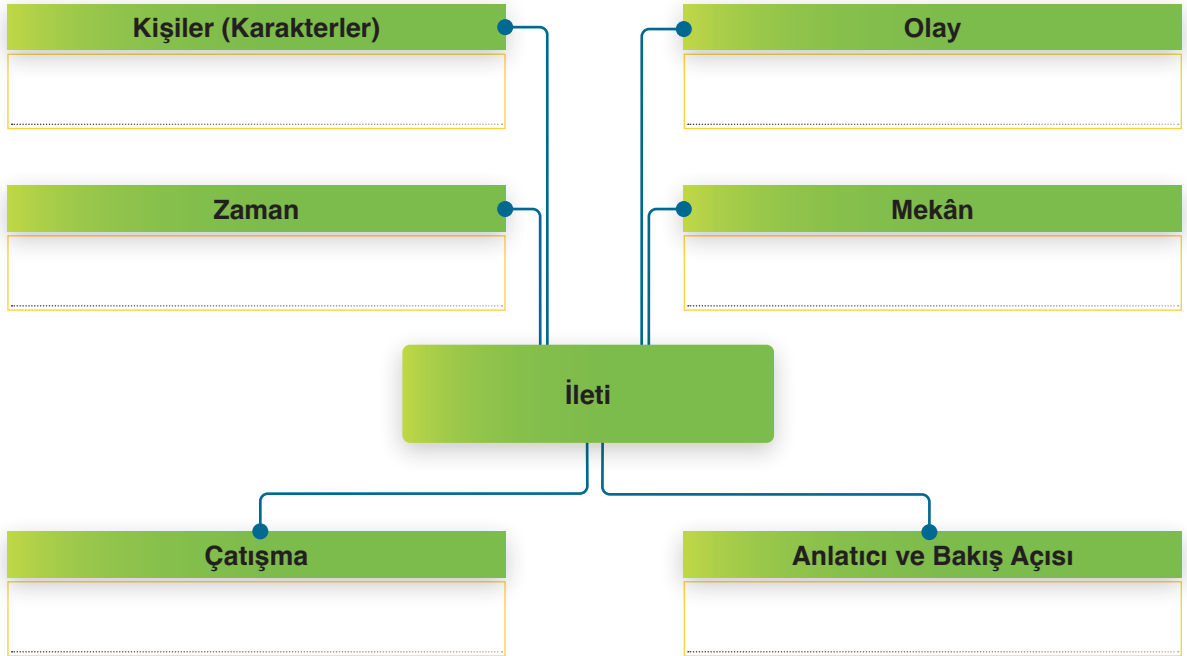 Kişiler (Karakterler)
Olay
Zaman
Mekân
İleti
Çatışma
Anlatıcı ve Bakış Açısı